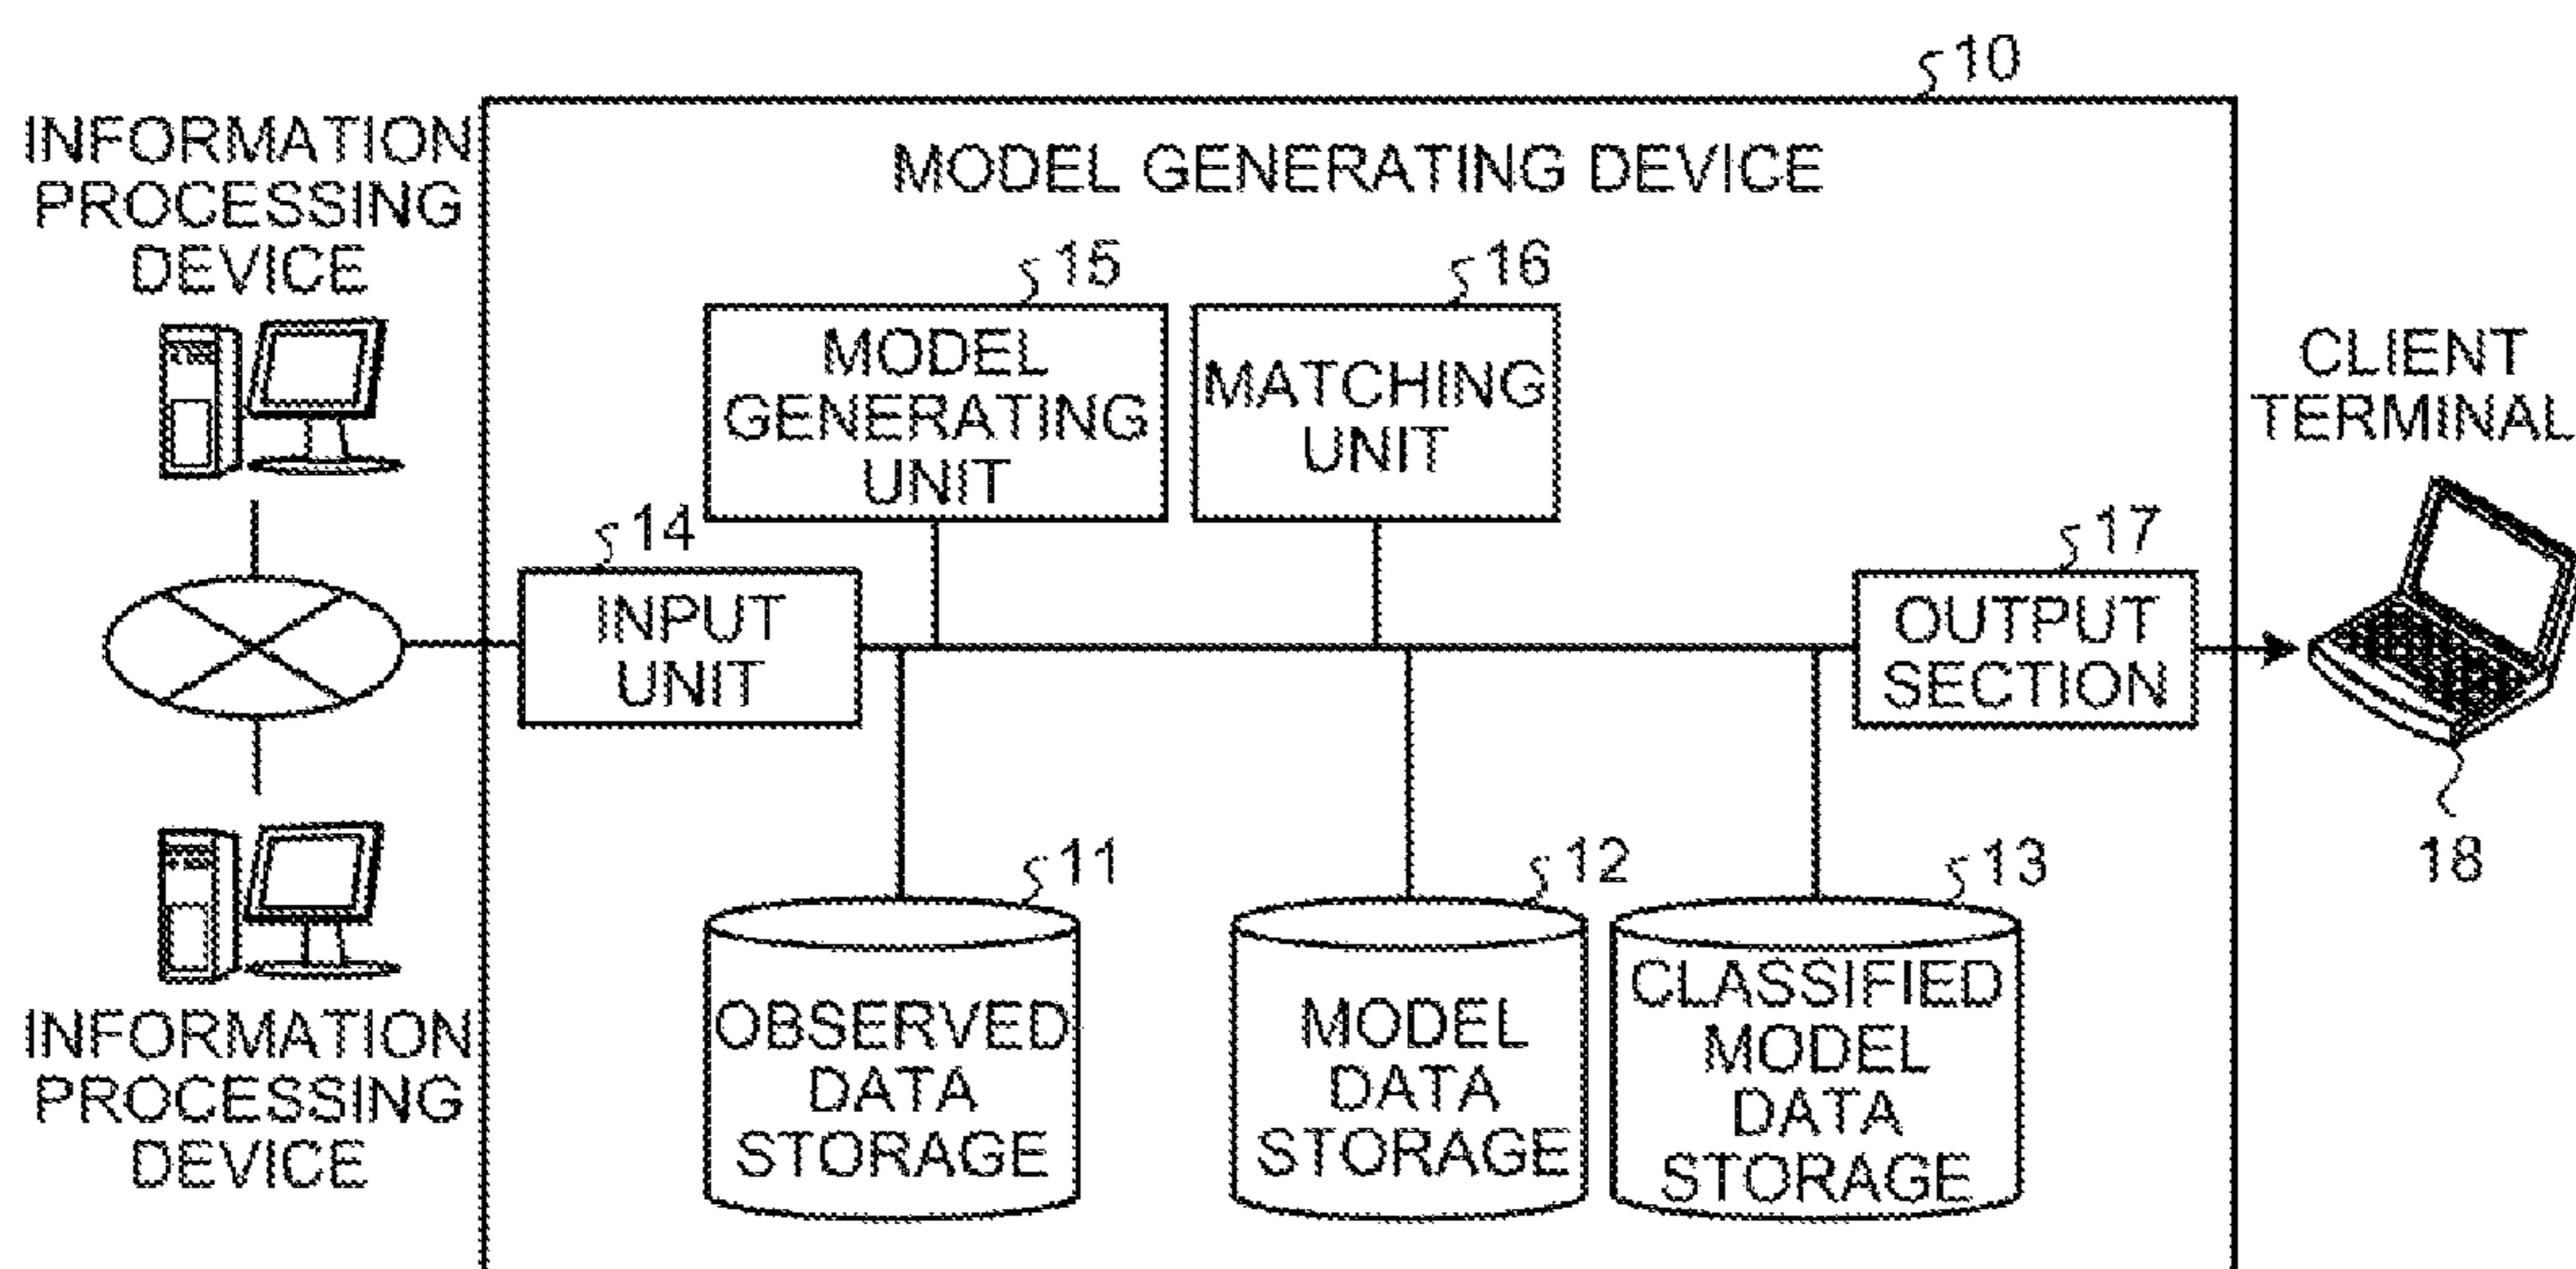 10
INFORMATION
PROCESSING
DEVICE
MODEL GENERATING DEVICE
15
MODEL
GENERATING
UNIT
16
MATCHING
UNIT
CLIENT
TERMINAL
14
INPUT
UNIT
17
OUTPUT
SECTION
18
11
OBSERVED
DATA
STORAGE
12
MODEL
DATA
STORAGE
13
CLASSIFIED
MODEL
DATA
STORAGE
INFORMATION
PROCESSING
DEVICE